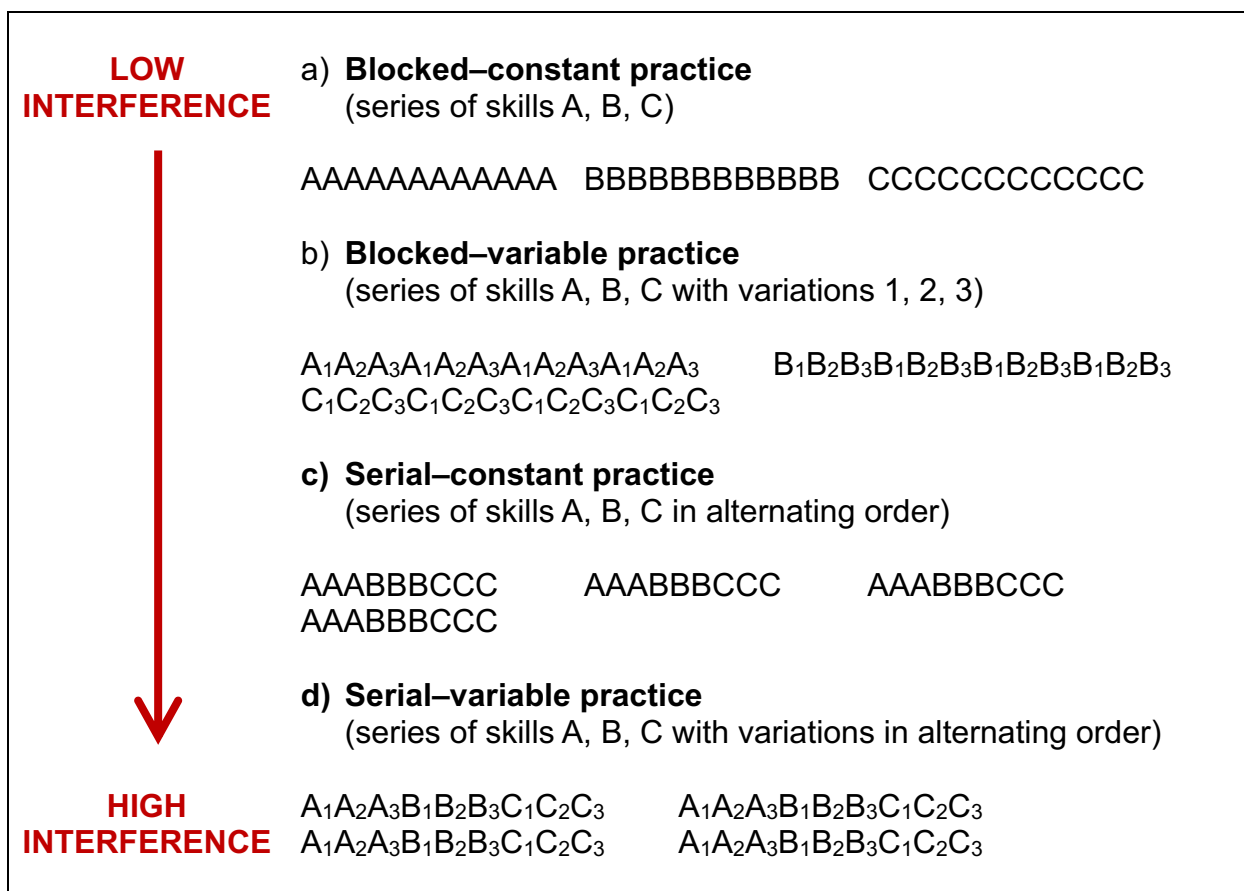 LOW
INTERFERENCE
a) Blocked–constant practice
(series of skills A, B, C)
AAAAAAAAAAAA BBBBBBBBBBBB CCCCCCCCCCCC
b) Blocked–variable practice
(series of skills A, B, C with variations 1, 2, 3)
A₁A₂A₃A₁A₂A₃A₁A₂A₃A₁A₂A₃ B₁B₂B₃B₁B₂B₃B₁B₂B₃B₁B₂B₃
C₁C₂C₃C₁C₂C₃C₁C₂C₃C₁C₂C₃
c) Serial–constant practice
(series of skills A, B, C in alternating order)
AAABBBCCC AAABBBCCC AAABBBCCC
AAABBBCCC
d) Serial–variable practice
(series of skills A, B, C with variations in alternating order)
HIGH
INTERFERENCE
A₁A₂A₃B₁B₂B₃C₁C₂C₃ A₁A₂A₃B₁B₂B₃C₁C₂C₃
A₁A₂A₃B₁B₂B₃C₁C₂C₃ A₁A₂A₃B₁B₂B₃C₁C₂C₃